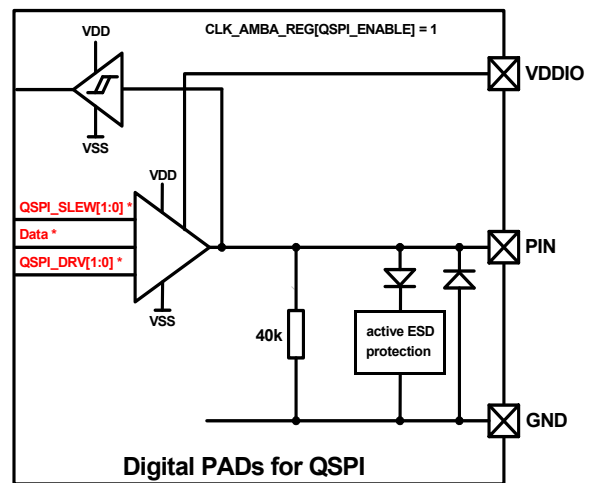 VDD
CLK_AMBA_REG[QSPI_ENABLE] = 1
VDDIO
VSS
VDD
QSPI_SLEW[1:0] *
Data *
QSPI_DRV[1:0] *
PIN
VSS
40k
active ESD
protection
GND
Digital PADs for QSPI